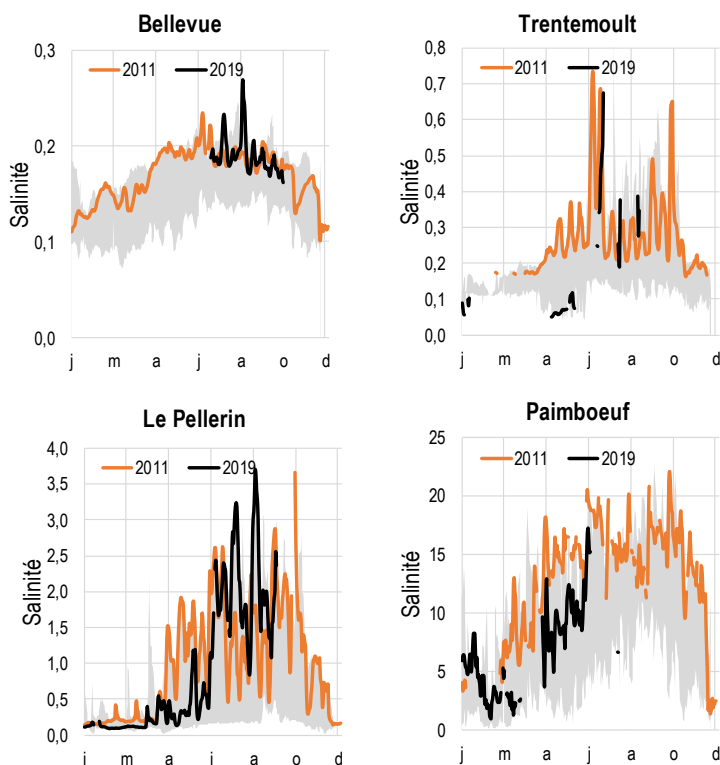 Bellevue
0,3
2011 2019
0,2
Salinité
0,1
0,0
j m a j a o d
Trentemoult
0,8
2011 2019
0,7
0,6
0,5
Salinité
0,4
0,3
0,2
0,1
0,0
j m a j a o d
Le Pellerin
4,0
2011 2019
3,5
3,0
2,5
Salinité
2,0
1,5
1,0
0,5
0,0
j m a j a o d
Paimboeuf
25
2011 2019
20
15
Salinité
10
5
0
j m a j a o d